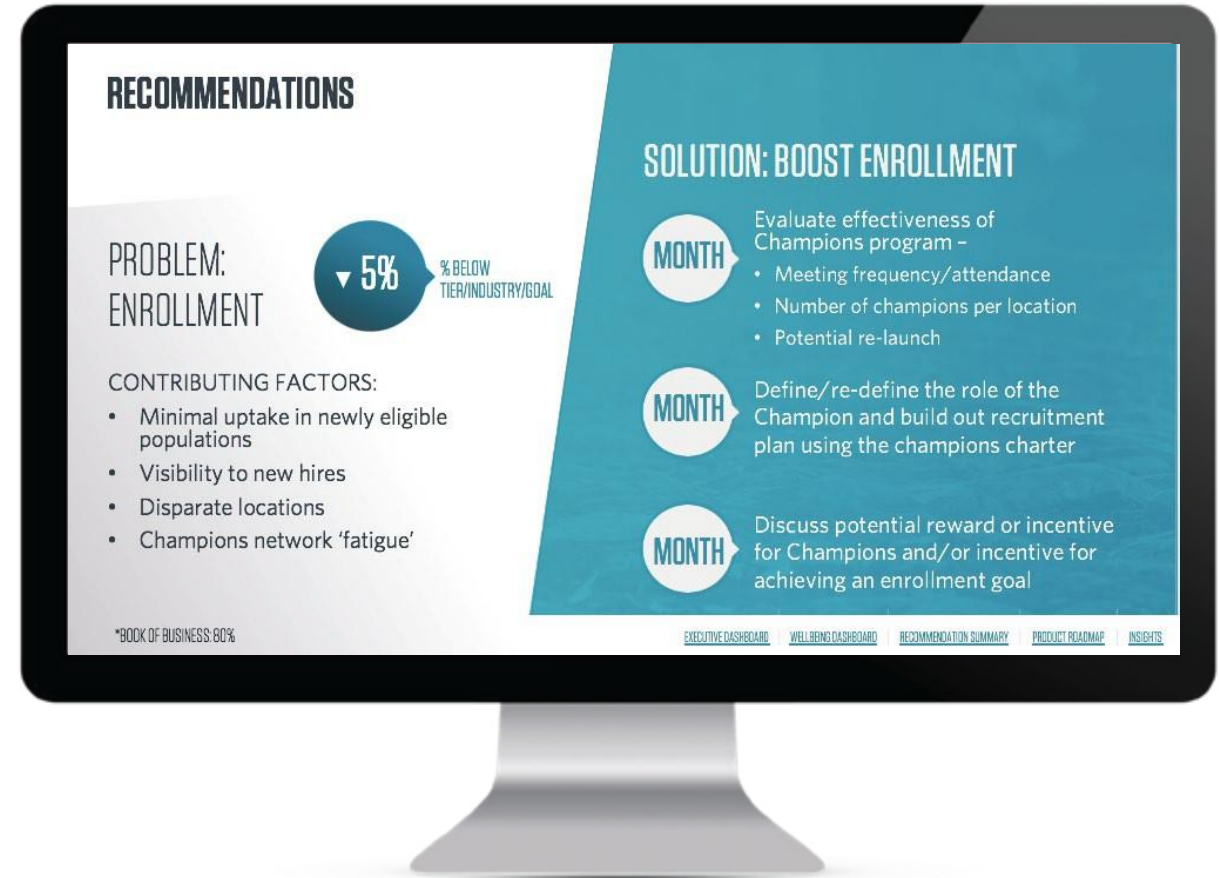 RECOMMENDATIONS
PROBLEM:
ENROLLMENT
▼ 5%
% BELOW
TIER/INDUSTRY/GOAL
CONTRIBUTING FACTORS:
• Minimal uptake in newly eligible
populations
• Visibility to new hires
• Disparate locations
• Champions network ‘fatigue’
*BOOK OF BUSINESS: 80%
SOLUTION: BOOST ENROLLMENT
MONTH
Evaluate effectiveness of
Champions program –
• Meeting frequency/attendance
• Number of champions per location
• Potential re-launch
MONTH
Define/re-define the role of the
Champion and build out recruitment
plan using the champions charter
MONTH
Discuss potential reward or incentive
for Champions and/or incentive for
achieving an enrollment goal
EXECUTIVE DASHBOARD | WELLBEING DASHBOARD | RECOMMENDATION SUMMARY | PRODUCT ROADMAP | INSIGHTS